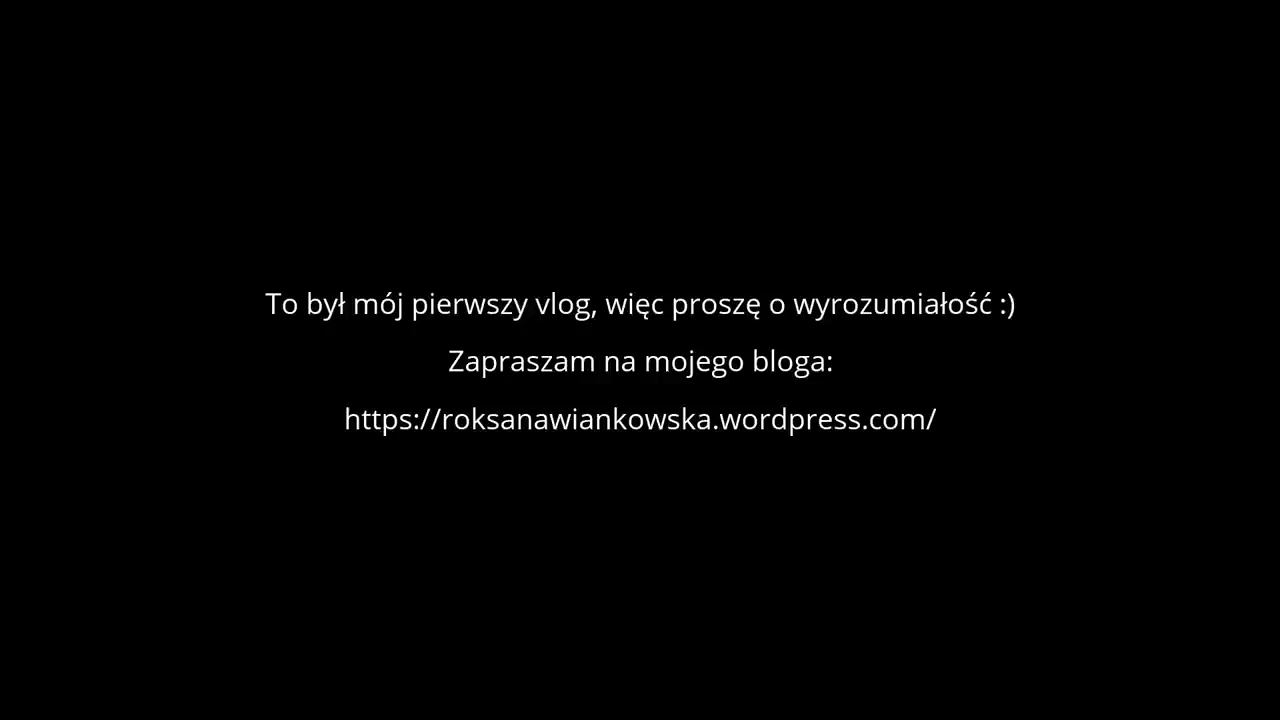 To był mój pierwszy vlog, więc proszę o wyrozumiałość :)
Zapraszam na mojego bloga:
https://roksanawiankowska.wordpress.com/